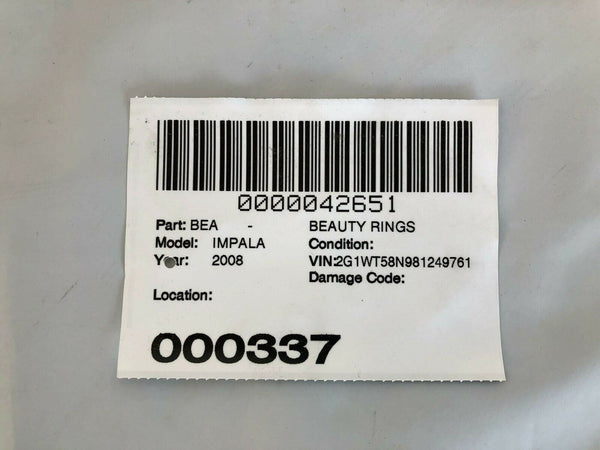 0000042651
Part: BEA - BEAUTY RINGS
Model: IMPALA Condition:
Year: 2008 VIN:2G1WT58N981249761
Damage Code:
Location:
000337